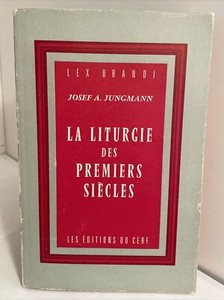 LEX ORANDI
JOSEF A. JUNGMANN
LA LITURGIE
DES
PREMIERS
SIÈCLES
LES ÉDITIONS DU CERF